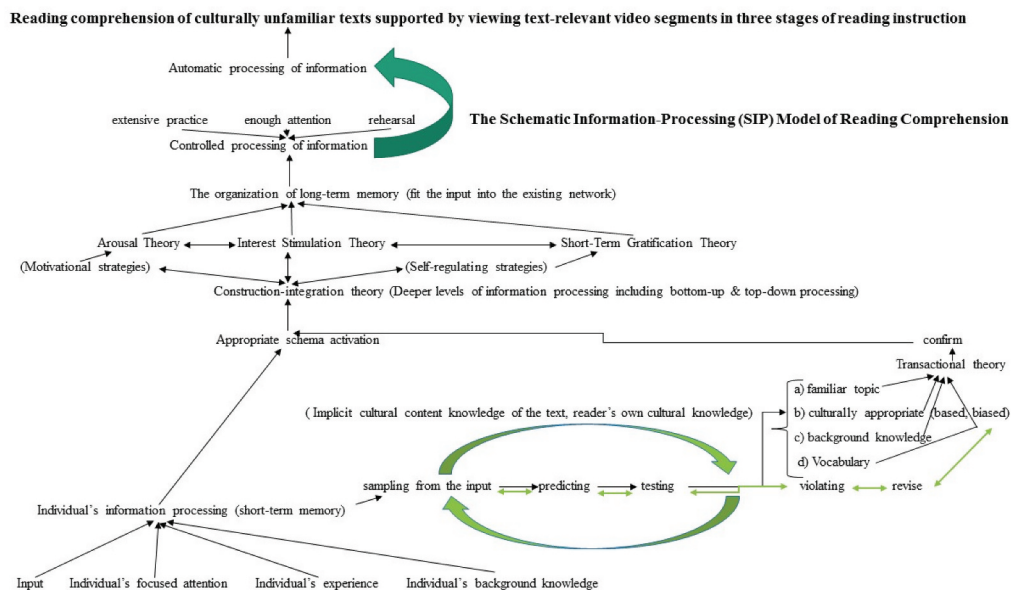 Reading comprehension of culturally unfamiliar texts supported by viewing text-relevant video segments in three stages of reading instruction
Automatic processing of information
extensive practice enough attention rehearsal
The Schematic Information-Processing (SIP) Model of Reading Comprehension
Controlled processing of information
The organization of long-term memory (fit the input into the existing network)
Arousal Theory Interest Stimulation Theory Short-Term Gratification Theory
(Motivational strategies) (Self-regulating strategies)
Construction-integration theory (Deeper levels of information processing including bottom-up & top-down processing)
Appropriate schema activation confirm
Transactional theory
a) familiar topic
(Implicit cultural content knowledge of the text, reader's own cultural knowledge) b) culturally appropriate (based, biased)
c) background knowledge
d) Vocabulary
sampling from the input predicting testing violating revise
Individual's information processing (short-term memory)
Input Individual's focused attention Individual's experience Individual's background knowledge